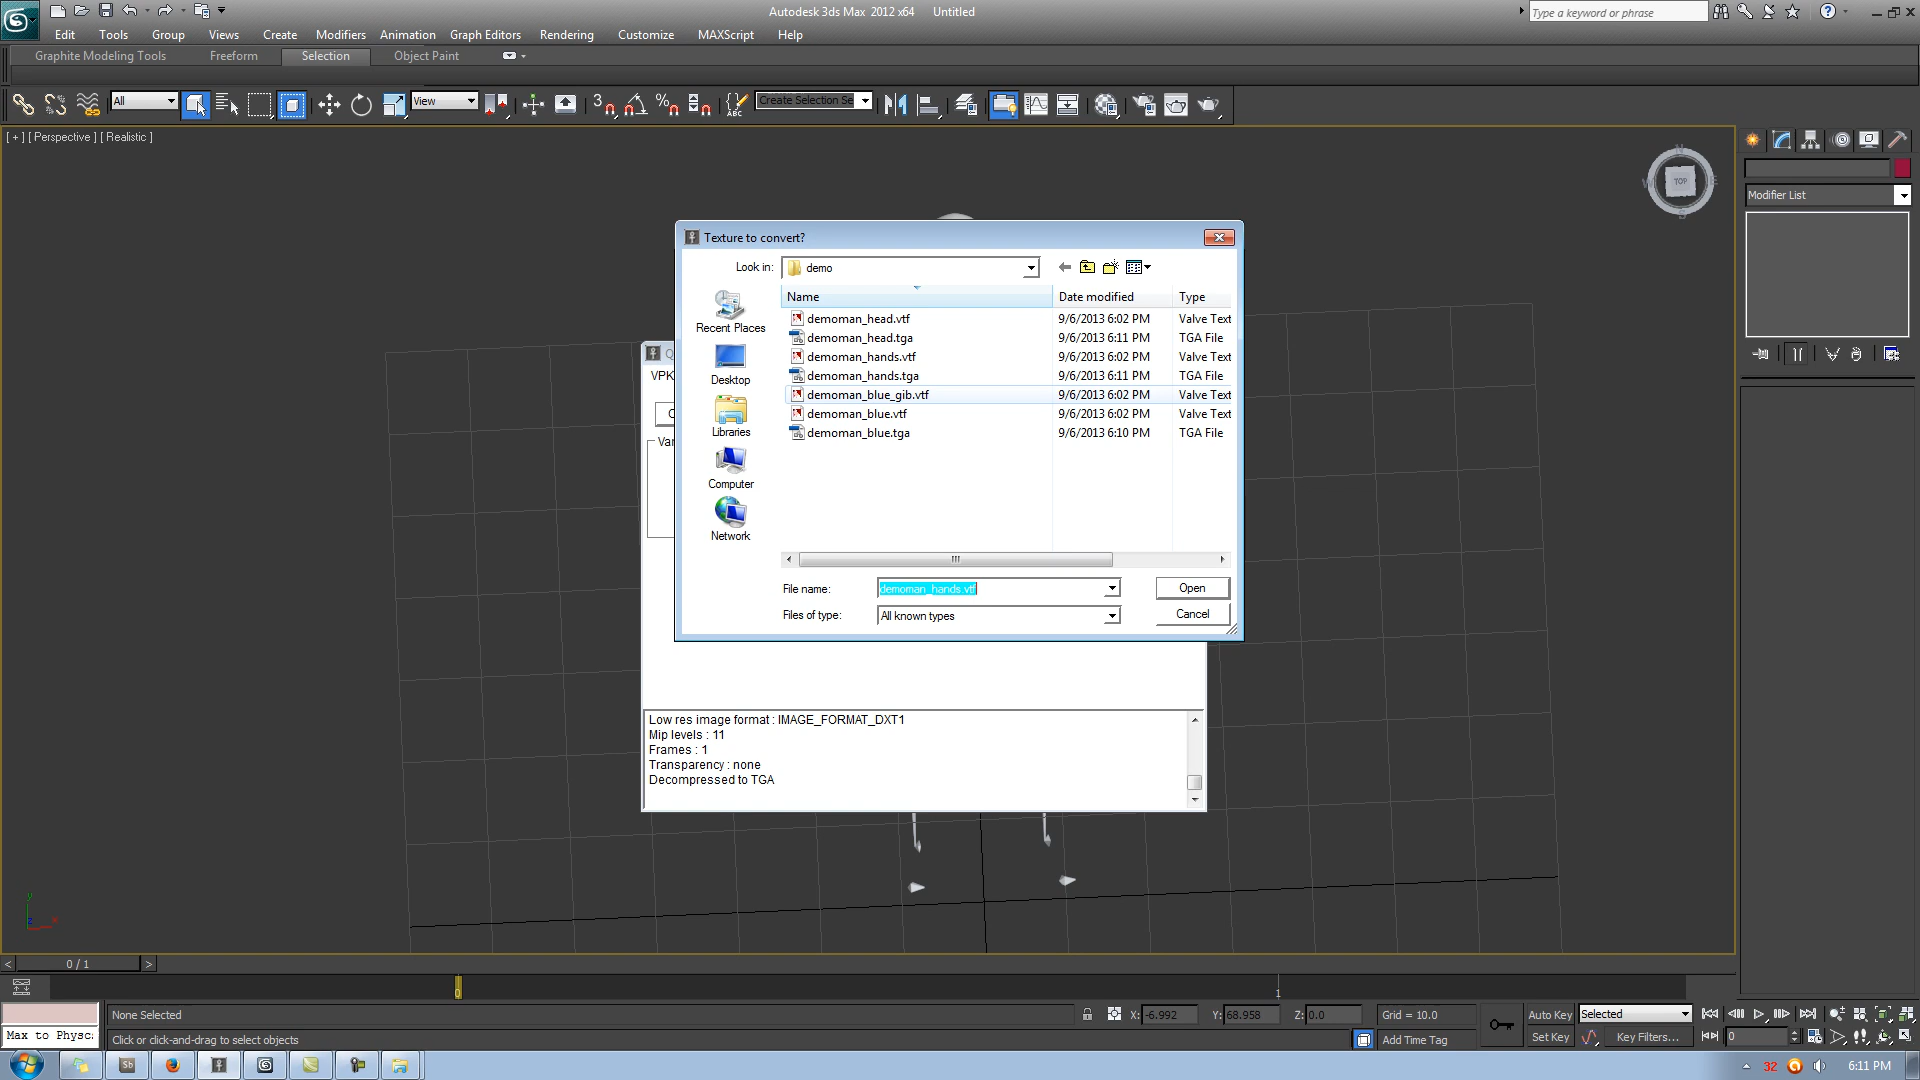 Autodesk 3ds Max 2012 x64 Untitled
Type a keyword or phrase
Edit Tools Group Views Create Modifiers Animation Graph Editors Rendering Customize MAXScript Help
Graphite Modeling Tools Freeform Selection Object Paint
All View Create Selection Se
[ + ] [ Perspective ] [ Realistic ]
TOP
Modifier List
Texture to convert?
Look in: demo
Name Date modified Type
demoman_head.vtf 9/6/2013 6:02 PM Valve Text
demoman_head.tga 9/6/2013 6:11 PM TGA File
demoman_hands.vtf 9/6/2013 6:02 PM Valve Text
demoman_hands.tga 9/6/2013 6:11 PM TGA File
demoman_blue_gib.vtf 9/6/2013 6:02 PM Valve Text
demoman_blue.vtf 9/6/2013 6:02 PM Valve Text
demoman_blue.tga 9/6/2013 6:10 PM TGA File
Recent Places
Desktop
Libraries
Computer
Network
File name: demoman_hands.vtf Open
Files of type: All known types Cancel
VPK
Var
Low res image format : IMAGE_FORMAT_DXT1
Mip levels : 11
Frames : 1
Transparency : none
Decompressed to TGA
0 / 1
0 1
None Selected X: -6.992 Y: 68.958 Z: 0.0 Grid = 10.0 Auto Key Selected
Max to Physc: Click or click-and-drag to select objects Add Time Tag Set Key Key Filters... 0
32 6:11 PM